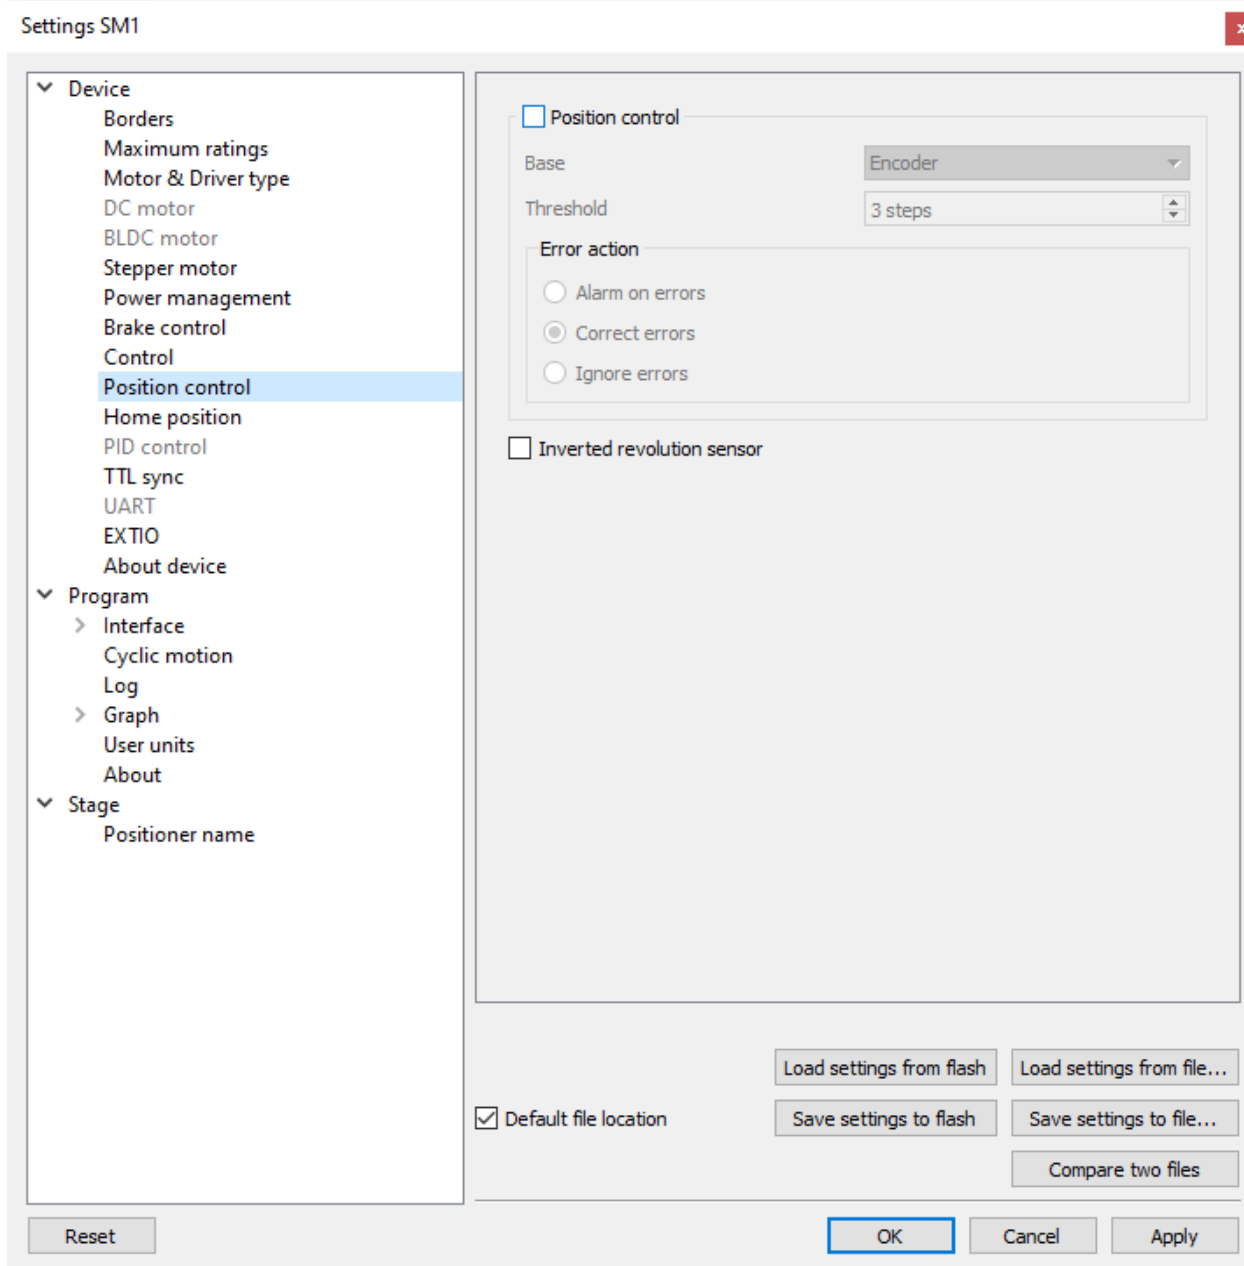 Settings SM1
Device
Borders
Maximum ratings
Motor & Driver type
DC motor
BLDC motor
Stepper motor
Power management
Brake control
Control
Position control
Home position
PID control
TTL sync
UART
EXTIO
About device
Program
Interface
Cyclic motion
Log
Graph
User units
About
Stage
Positioner name
Position control
Base Encoder
Threshold 3 steps
Error action
Alarm on errors
Correct errors
Ignore errors
Inverted revolution sensor
Load settings from flash Load settings from file...
Default file location Save settings to flash Save settings to file...
Compare two files
Reset OK Cancel Apply